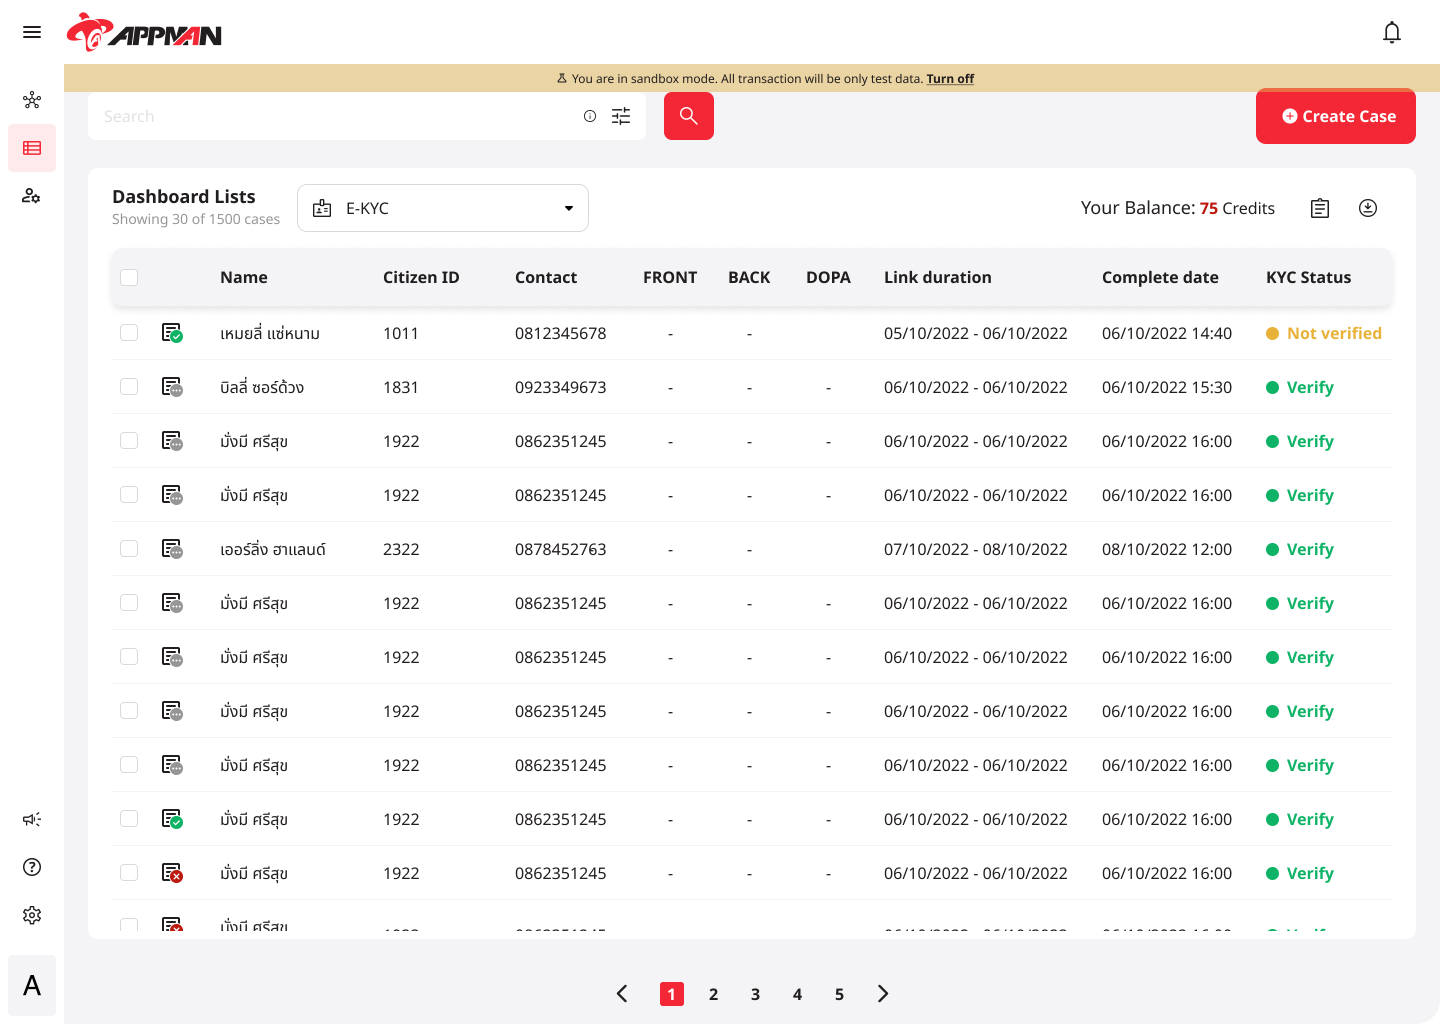 APPMAN
You are in sandbox mode. All transaction will be only test data. Turn off
Search
Create Case
Dashboard Lists
Showing 30 of 1500 cases
E-KYC
Your Balance: 75 Credits
Name Citizen ID Contact FRONT BACK DOPA Link duration Complete date KYC Status
เหมยลี่ แซ่หนาม 1011 0812345678 - - 05/10/2022 - 06/10/2022 06/10/2022 14:40 Not verified
บิลลี่ ซอร์ด้วง 1831 0923349673 - - - 06/10/2022 - 06/10/2022 06/10/2022 15:30 Verify
มั่งมี ศรีสุข 1922 0862351245 - - - 06/10/2022 - 06/10/2022 06/10/2022 16:00 Verify
มั่งมี ศรีสุข 1922 0862351245 - - - 06/10/2022 - 06/10/2022 06/10/2022 16:00 Verify
เออร์ลิ่ง ฮาแลนด์ 2322 0878452763 - - 07/10/2022 - 08/10/2022 08/10/2022 12:00 Verify
มั่งมี ศรีสุข 1922 0862351245 - - - 06/10/2022 - 06/10/2022 06/10/2022 16:00 Verify
มั่งมี ศรีสุข 1922 0862351245 - - - 06/10/2022 - 06/10/2022 06/10/2022 16:00 Verify
มั่งมี ศรีสุข 1922 0862351245 - - - 06/10/2022 - 06/10/2022 06/10/2022 16:00 Verify
มั่งมี ศรีสุข 1922 0862351245 - - - 06/10/2022 - 06/10/2022 06/10/2022 16:00 Verify
มั่งมี ศรีสุข 1922 0862351245 - - - 06/10/2022 - 06/10/2022 06/10/2022 16:00 Verify
มั่งมี ศรีสุข 1922 0862351245 - - - 06/10/2022 - 06/10/2022 06/10/2022 16:00 Verify
มั่งมี ศรีสุข
A
1 2 3 4 5